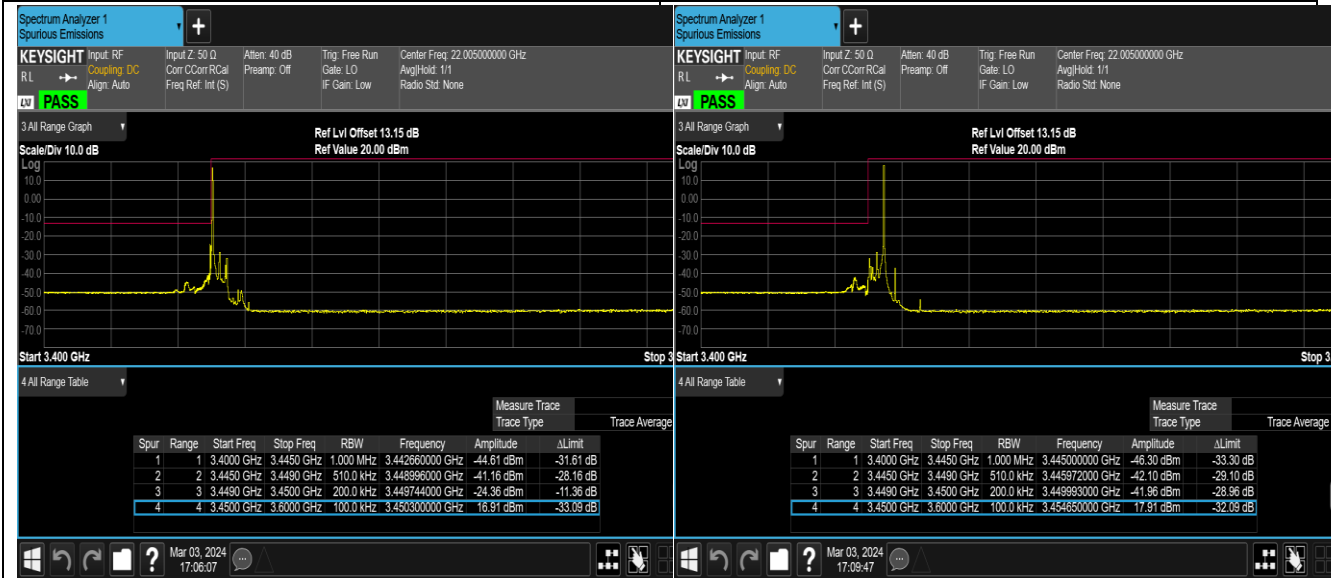 Spectrum Analyzer 1
Spurious Emissions
+
KEYSIGHT Input: RF Input Z: 50 Ω Atten: 40 dB Trig: Free Run Center Freq: 22.005000000 GHz
RL Coupling: DC Corr CCorr RCal Preamp: Off Gate: LO Avg|Hold: 1/1
Align: Auto Freq Ref: Int (S) IF Gain: Low Radio Std: None
LXI PASS
3 All Range Graph
Ref Lvl Offset 13.15 dB
Scale/Div 10.0 dB Ref Value 20.00 dBm
Log
10.0
0.00
-10.0
-20.0
-30.0
-40.0
-50.0
-60.0
-70.0
Start 3.400 GHz Stop 3
4 All Range Table
Measure Trace
Trace Type Trace Average
Spur Range Start Freq Stop Freq RBW Frequency Amplitude ΔLimit
1 1 3.4000 GHz 3.4450 GHz 1.000 MHz 3.442660000 GHz -44.61 dBm -31.61 dB
2 2 3.4450 GHz 3.4490 GHz 510.0 kHz 3.448996000 GHz -41.16 dBm -28.16 dB
3 3 3.4490 GHz 3.4500 GHz 200.0 kHz 3.449744000 GHz -24.36 dBm -11.36 dB
4 4 3.4500 GHz 3.6000 GHz 100.0 kHz 3.450300000 GHz 16.91 dBm -33.09 dB
? Mar 03, 2024
17:06:07
Spectrum Analyzer 1
Spurious Emissions
+
KEYSIGHT Input: RF Input Z: 50 Ω Atten: 40 dB Trig: Free Run Center Freq: 22.005000000 GHz
RL Coupling: DC Corr CCorr RCal Preamp: Off Gate: LO Avg|Hold: 1/1
Align: Auto Freq Ref: Int (S) IF Gain: Low Radio Std: None
LXI PASS
3 All Range Graph
Ref Lvl Offset 13.15 dB
Scale/Div 10.0 dB Ref Value 20.00 dBm
Log
10.0
0.00
-10.0
-20.0
-30.0
-40.0
-50.0
-60.0
-70.0
Start 3.400 GHz Stop 3.
4 All Range Table
Measure Trace
Trace Type Trace Average
Spur Range Start Freq Stop Freq RBW Frequency Amplitude ΔLimit
1 1 3.4000 GHz 3.4450 GHz 1.000 MHz 3.445000000 GHz -46.30 dBm -33.30 dB
2 2 3.4450 GHz 3.4490 GHz 510.0 kHz 3.445972000 GHz -42.10 dBm -29.10 dB
3 3 3.4490 GHz 3.4500 GHz 200.0 kHz 3.449993000 GHz -41.96 dBm -28.96 dB
4 4 3.4500 GHz 3.6000 GHz 100.0 kHz 3.454650000 GHz 17.91 dBm -32.09 dB
? Mar 03, 2024
17:09:47